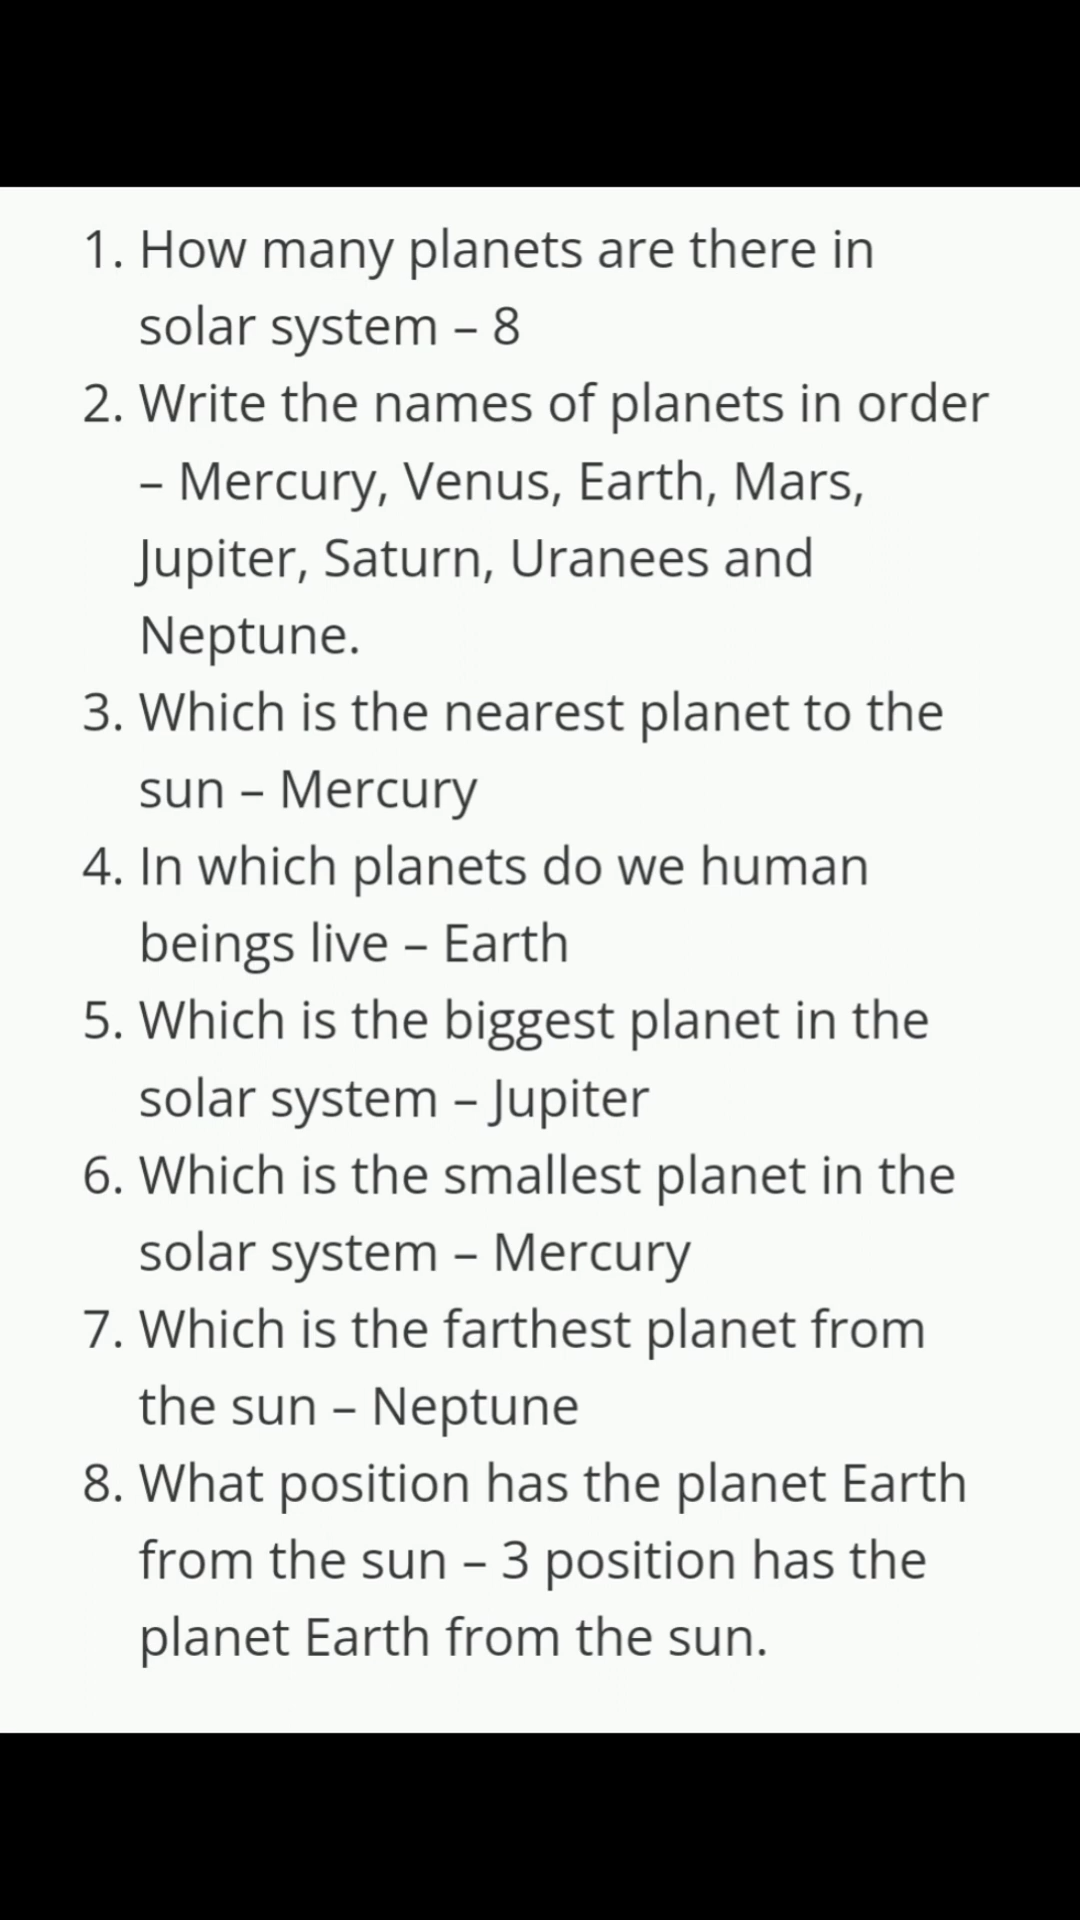 1. How many planets are there in
solar system – 8
2. Write the names of planets in order
– Mercury, Venus, Earth, Mars,
Jupiter, Saturn, Uranees and
Neptune.
3. Which is the nearest planet to the
sun – Mercury
4. In which planets do we human
beings live – Earth
5. Which is the biggest planet in the
solar system – Jupiter
6. Which is the smallest planet in the
solar system – Mercury
7. Which is the farthest planet from
the sun – Neptune
8. What position has the planet Earth
from the sun – 3 position has the
planet Earth from the sun.